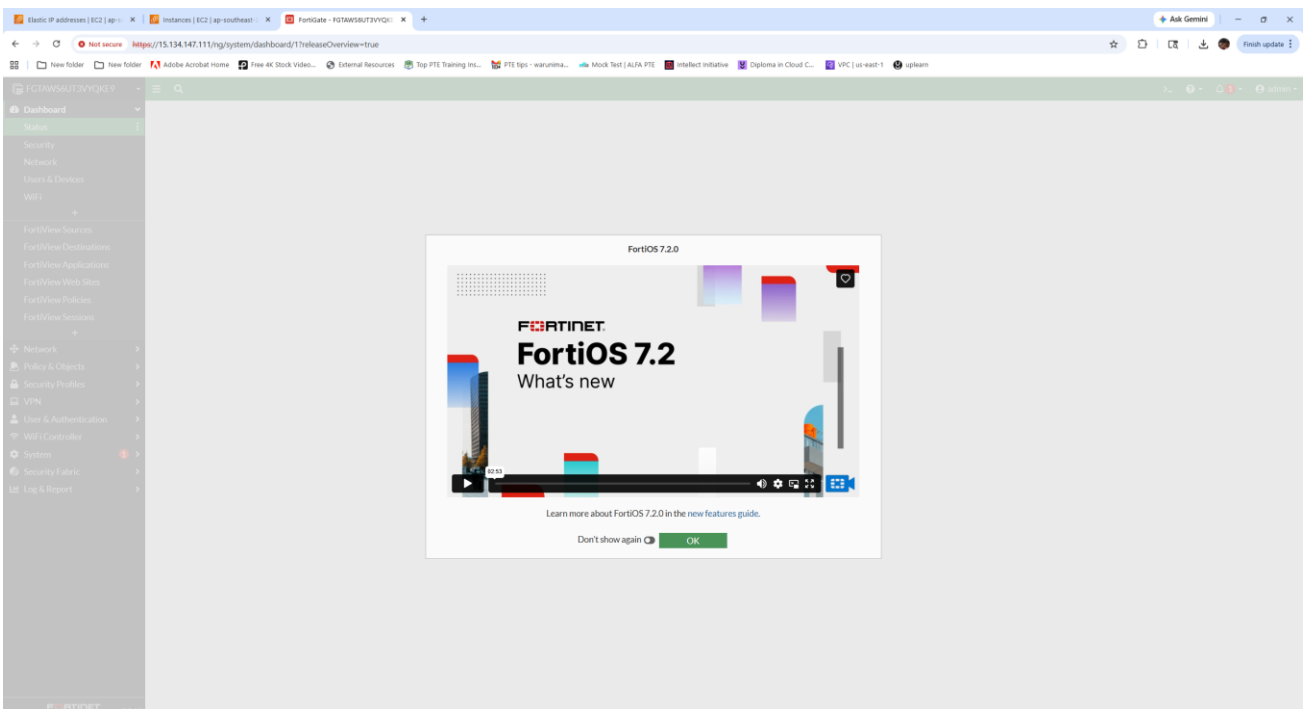 Elastic IP addresses | EC2 | ap-s
Instances | EC2 | ap-southeast-
FortiGate - FGTAWS6UT3VYQK
Ask Gemini
Not secure https://15.134.147.111/ng/system/dashboard/1?releaseOverview=true
Finish update
New folder New folder Adobe Acrobat Home Free 4K Stock Video... External Resources Top PTE Training Ins... PTE tips - warunima... Mock Test | ALFA PTE Intellect Initiative Diploma in Cloud C... VPC | us-east-1 uplearn
admin
Dashboard
Status
Security
Network
Users & Devices
WiFi
FortiView Sources
FortiView Destinations
FortiView Applications
FortiView Web Sites
FortiView Policies
FortiView Sessions
Network
Policy & Objects
Security Profiles
VPN
User & Authentication
WiFi Controller
System
Security Fabric
Log & Report
FortiOS 7.2.0
FORTINET
FortiOS 7.2
What's new
02:53
Learn more about FortiOS 7.2.0 in the new features guide.
Don't show again OK
FORTINET